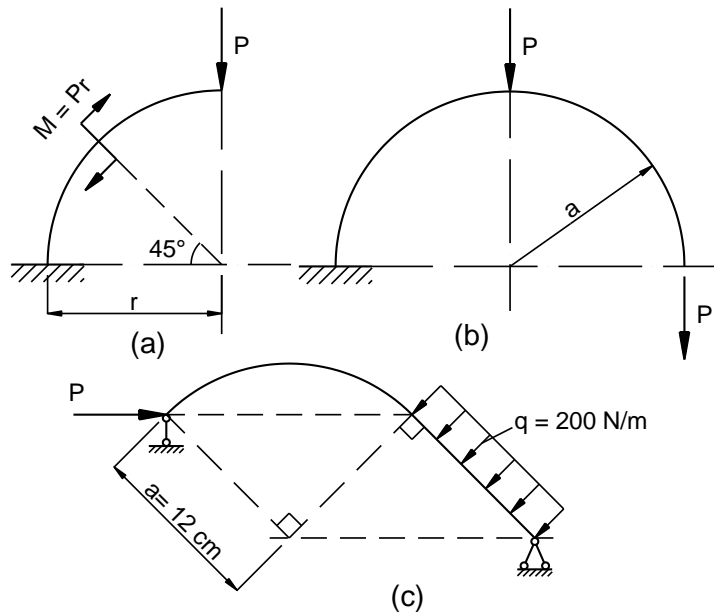 P
P
M = Pr
a
45°
r
P
(a)
(b)
P
q = 200 N/m
a= 12 cm
(c)